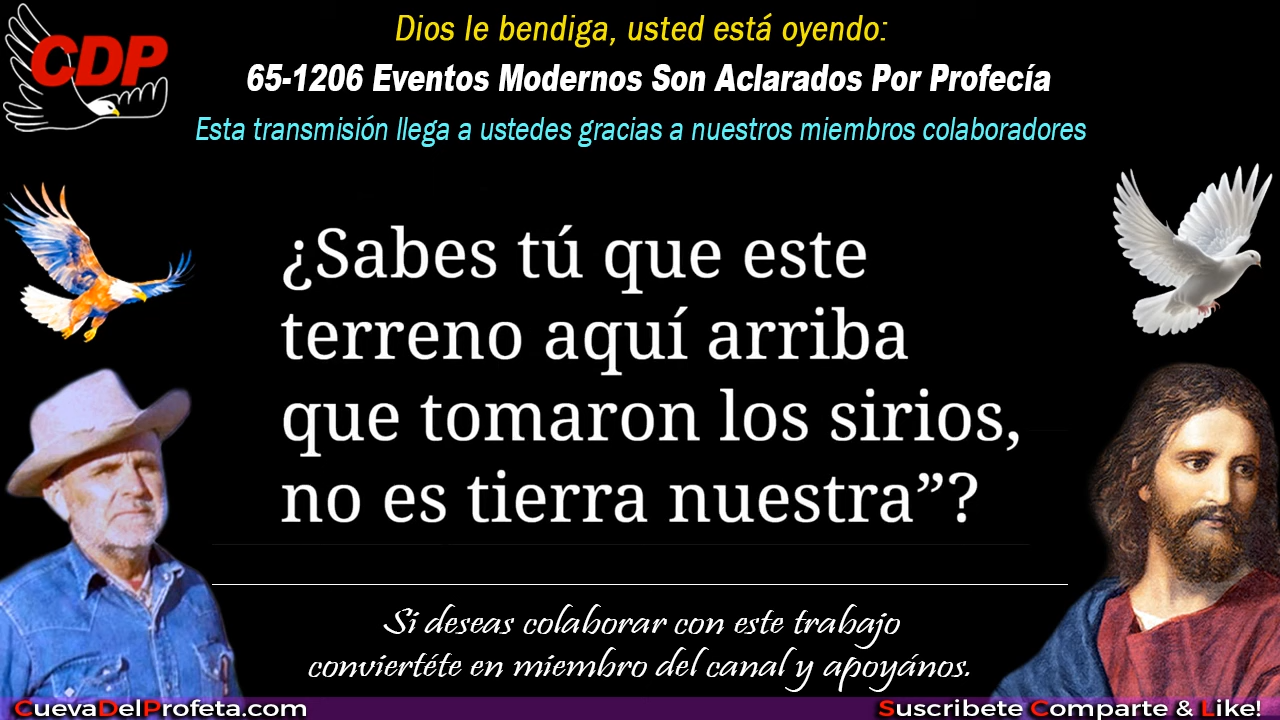 CDP
Dios le bendiga, usted está oyendo:
65-1206 Eventos Modernos Son Aclarados Por Profecía
Esta transmisión llega a ustedes gracias a nuestros miembros colaboradores
¿Sabes tú que este
terreno aquí arriba
que tomaron los sirios,
no es tierra nuestra”?
Si deseas colaborar con este trabajo
conviertéte en miembro del canal y apoyános.
CuevaDelProfeta.com
Suscribete Comparte & Like!